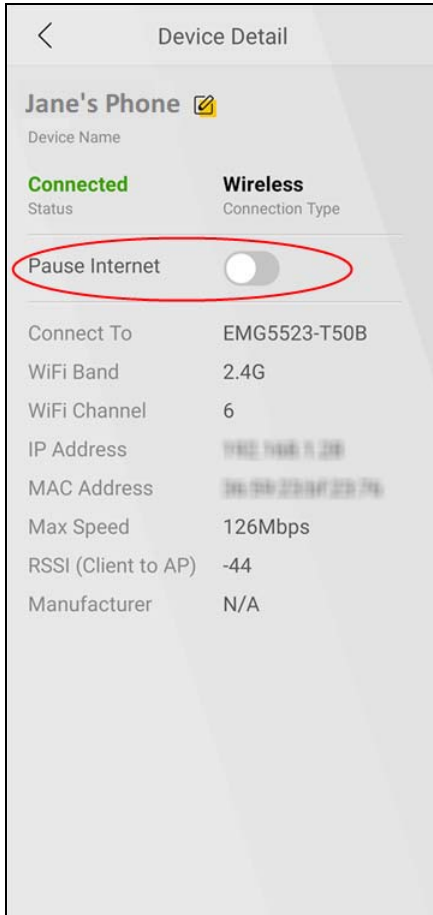 Device Detail
Jane's Phone
Device Name
Connected Wireless
Status Connection Type
Pause Internet
Connect To EMG5523-T50B
WiFi Band 2.4G
WiFi Channel 6
IP Address
MAC Address
Max Speed 126Mbps
RSSI (Client to AP) -44
Manufacturer N/A